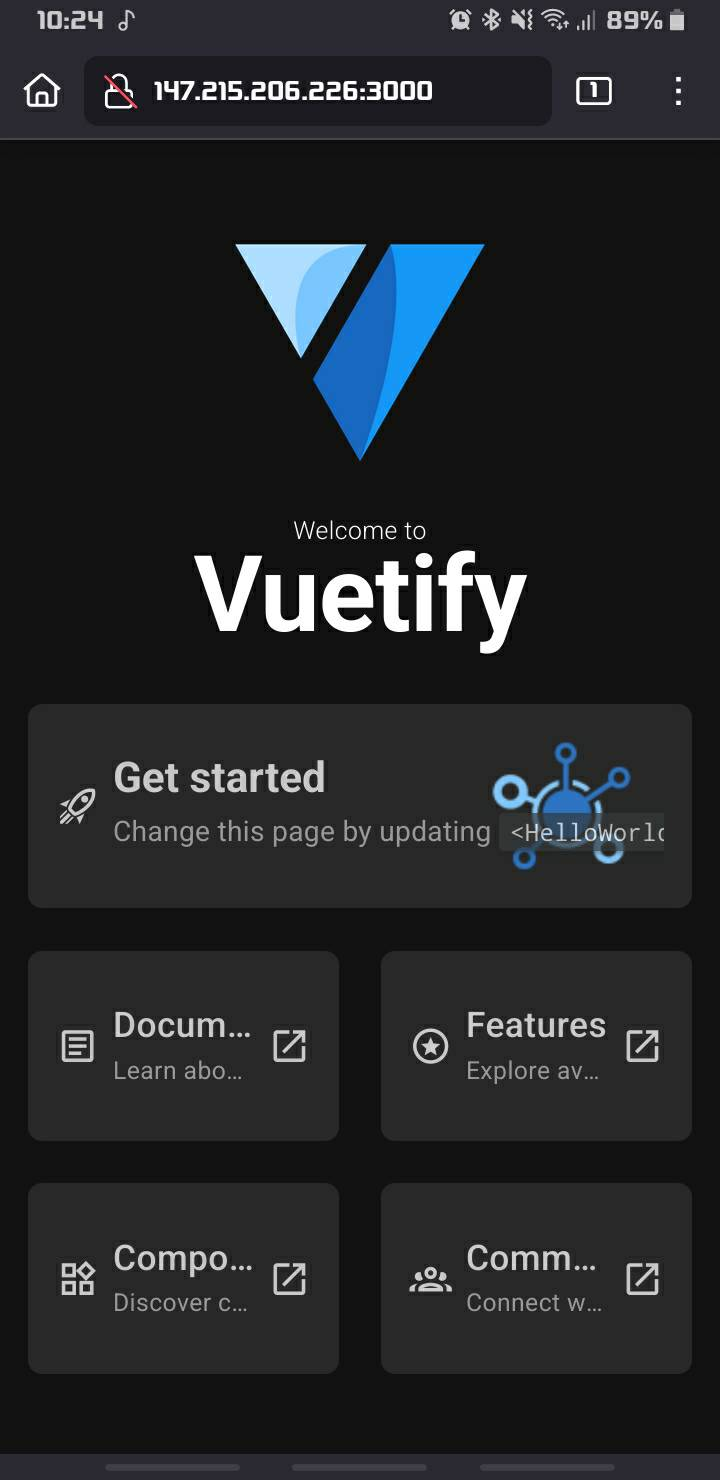 10:24
89%
147.215.206.226:3000
1
Welcome to
Vuetify
Get started
Change this page by updating <HelloWorld
Docum...
Learn abo...
Features
Explore av...
Compo...
Discover c...
Comm...
Connect w...